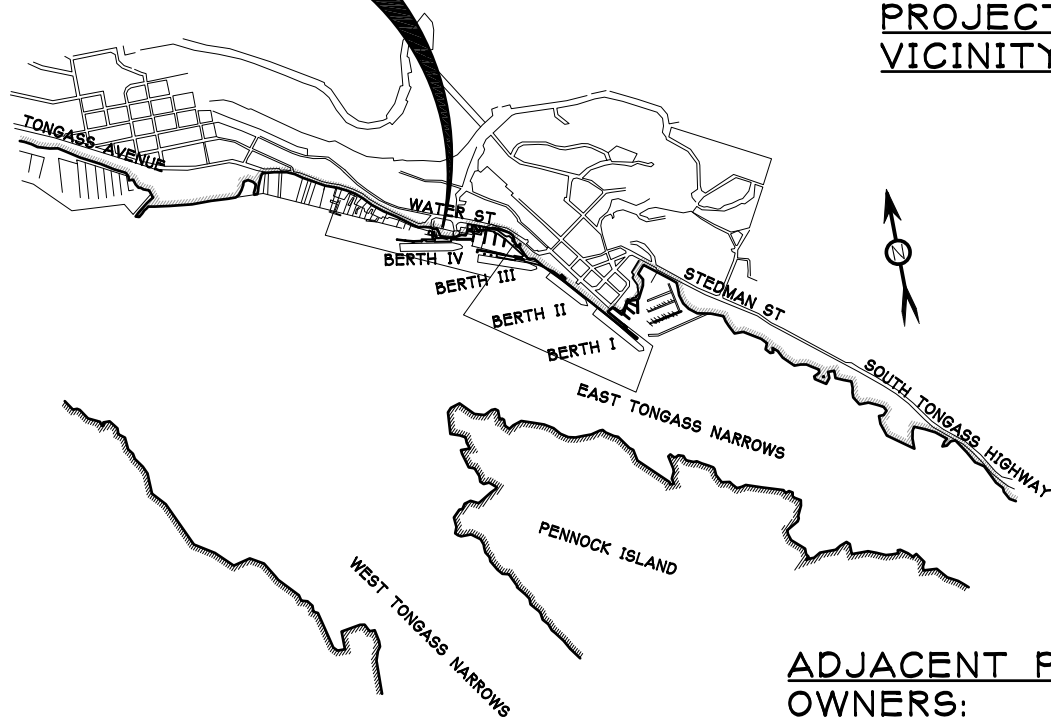 PROJECT
VICINITY
TONGASS AVENUE
WATER ST
BERTH IV
BERTH III
BERTH II
BERTH I
STEDMAN ST
N
SOUTH TONGASS HIGHWAY
EAST TONGASS NARROWS
PENNOCK ISLAND
WEST TONGASS NARROWS
ADJACENT P
OWNERS: